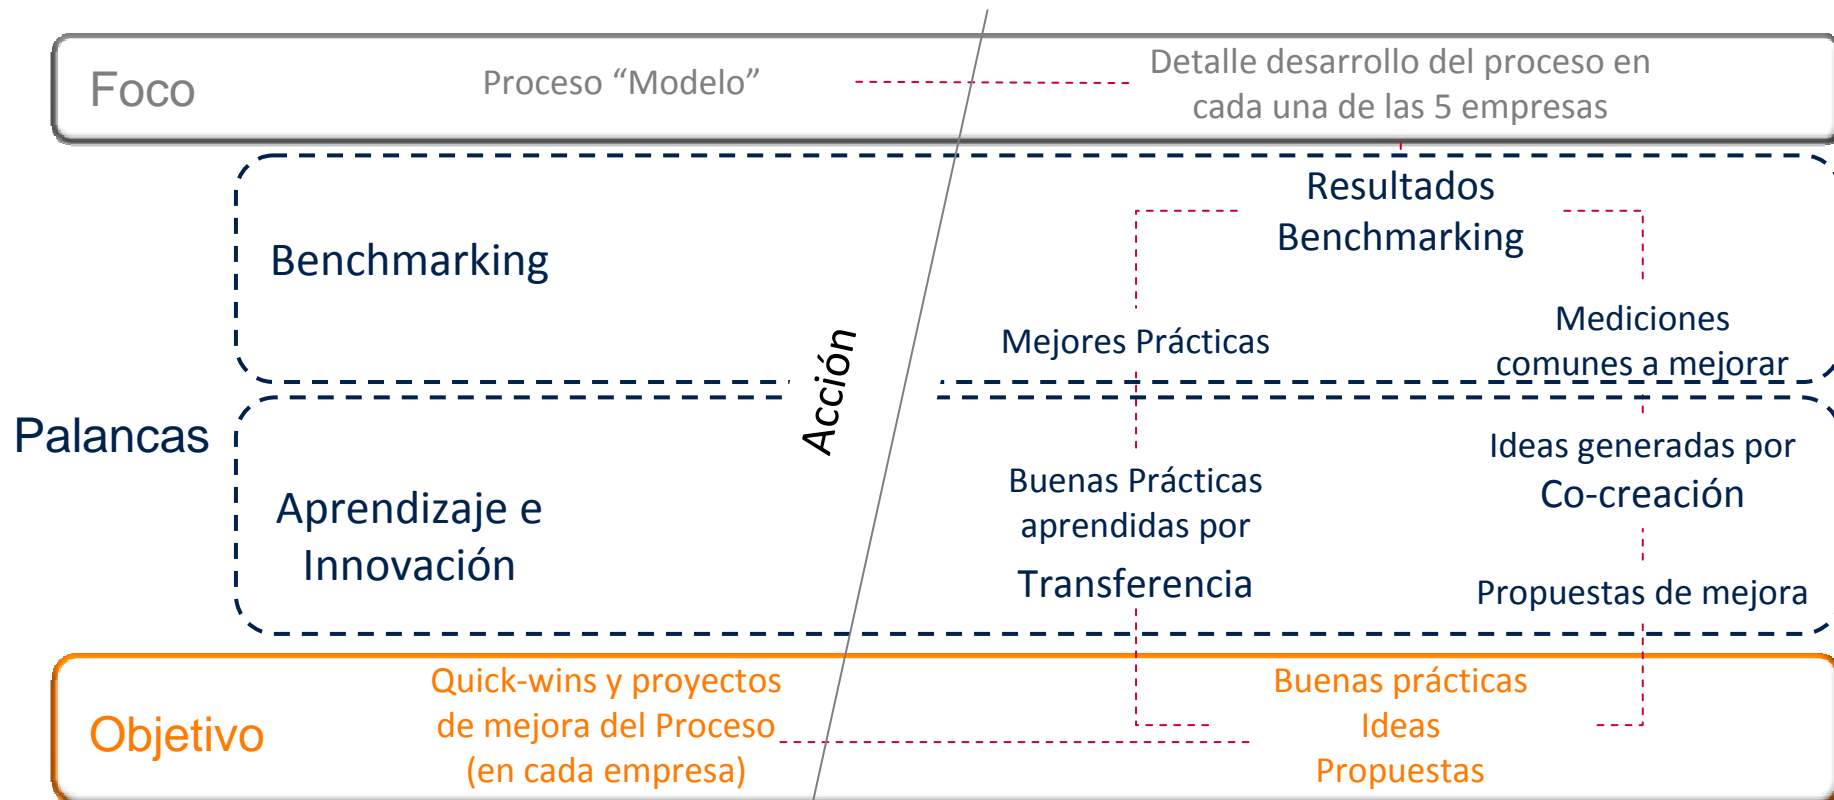 Foco
Proceso “Modelo”
Detalle desarrollo del proceso en
cada una de las 5 empresas
Palancas
Benchmarking
Resultados
Benchmarking
Mejores Prácticas
Mediciones
comunes a mejorar
Acción
Aprendizaje e
Innovación
Buenas Prácticas
aprendidas por
Transferencia
Ideas generadas por
Co-creación
Propuestas de mejora
Objetivo
Quick-wins y proyectos
de mejora del Proceso
(en cada empresa)
Buenas prácticas
Ideas
Propuestas